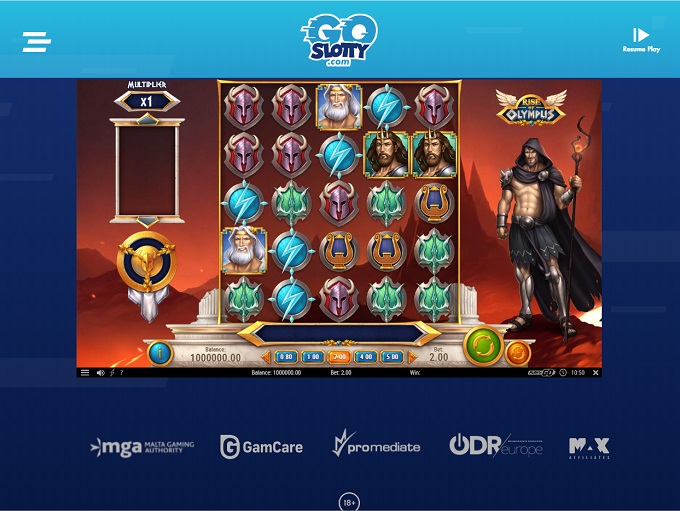 GO
SLOTTY
.com
Resume Play
MULTIPLIER
x1
RISE
OF
OLYMPUS
Balance:
1000000.00
0.80 1.00 2.00 4.00 5.00
Bet:
2.00
Balance: 1000000.00 Bet: 2.00 Win:
?
PLAY'N GO 10:50
mga MALTA GAMING
AUTHORITY
G GamCare
promediate
ODR europe
MAX
AFFILIATES
18+